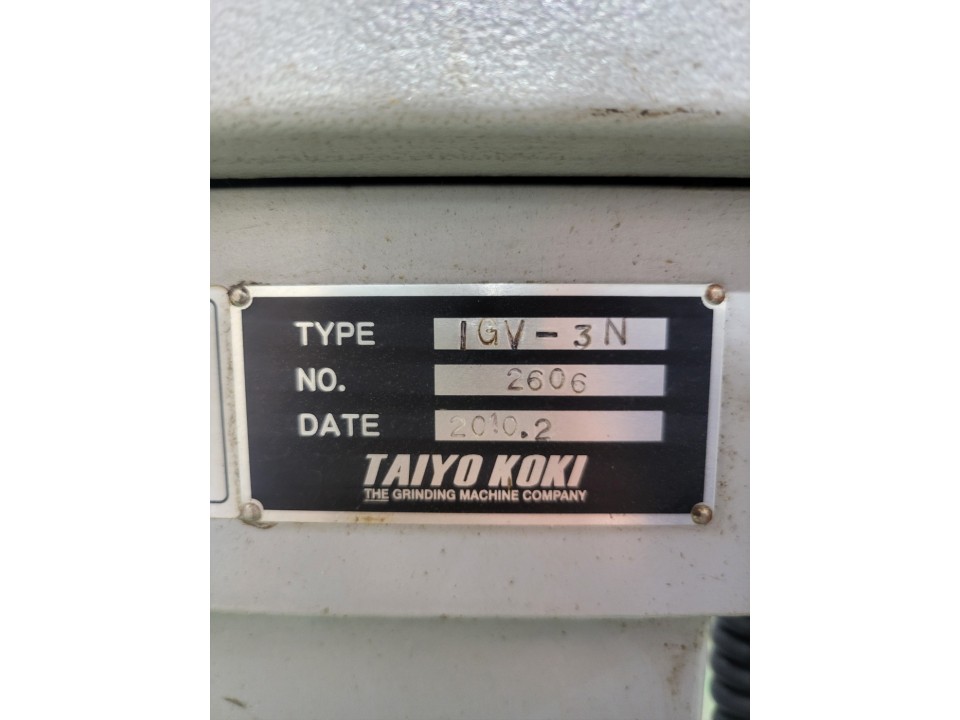 TYPE IGV-3N
NO. 2606
DATE 2010.2
TAIYO KOKI
THE GRINDING MACHINE COMPANY